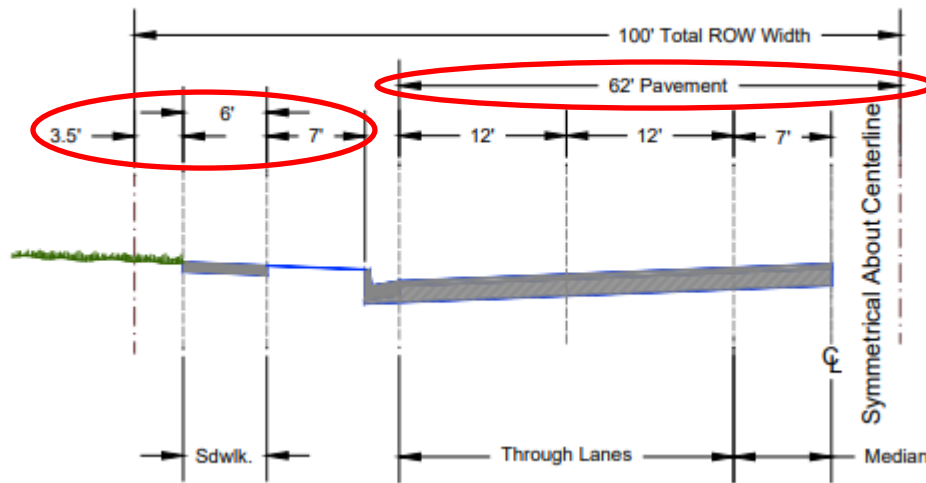 100' Total ROW Width
62' Pavement
3.5'
6'
7'
12'
12'
7'
Symmetrical About Centerline
CL
Sdwlk.
Through Lanes
Median